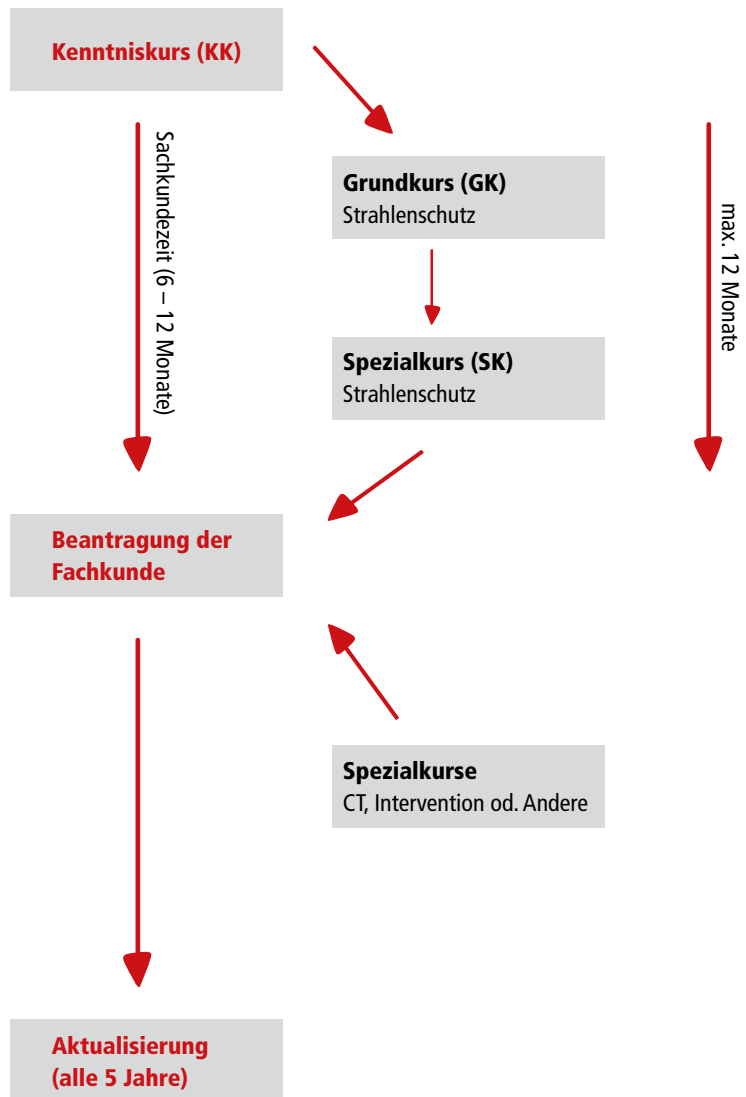 Kenntniskurs (KK)
Sachkundezeit (6 – 12 Monate)
Grundkurs (GK)
Strahlenschutz
max. 12 Monate
Spezialkurs (SK)
Strahlenschutz
Beantragung der
Fachkunde
Spezialkurse
CT, Intervention od. Andere
Aktualisierung
(alle 5 Jahre)